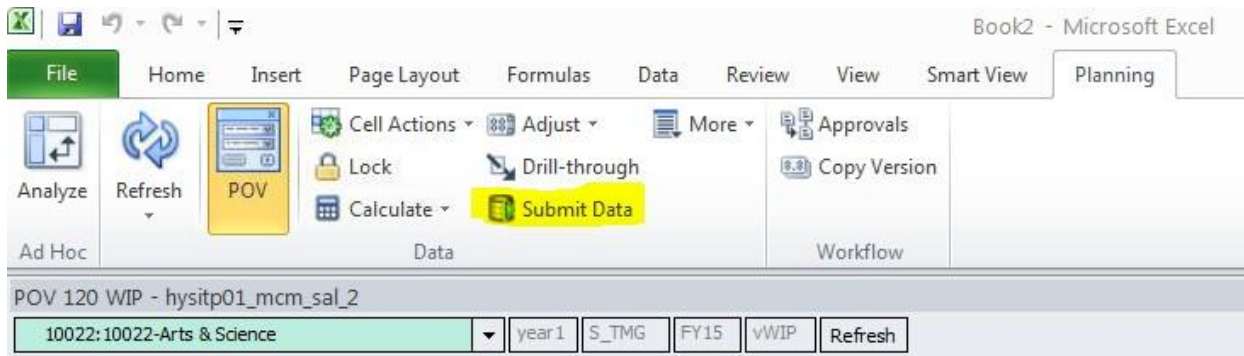 Book2 - Microsoft Excel
File Home Insert Page Layout Formulas Data Review View Smart View Planning
Cell Actions Adjust More Approvals
Lock Drill-through Copy Version
Analyze Refresh POV Calculate Submit Data
Ad Hoc Data Workflow
POV 120 WIP - hysitp01_mcm_sal_2
10022:10022-Arts & Science year1 S_TMG FY15 vWIP Refresh